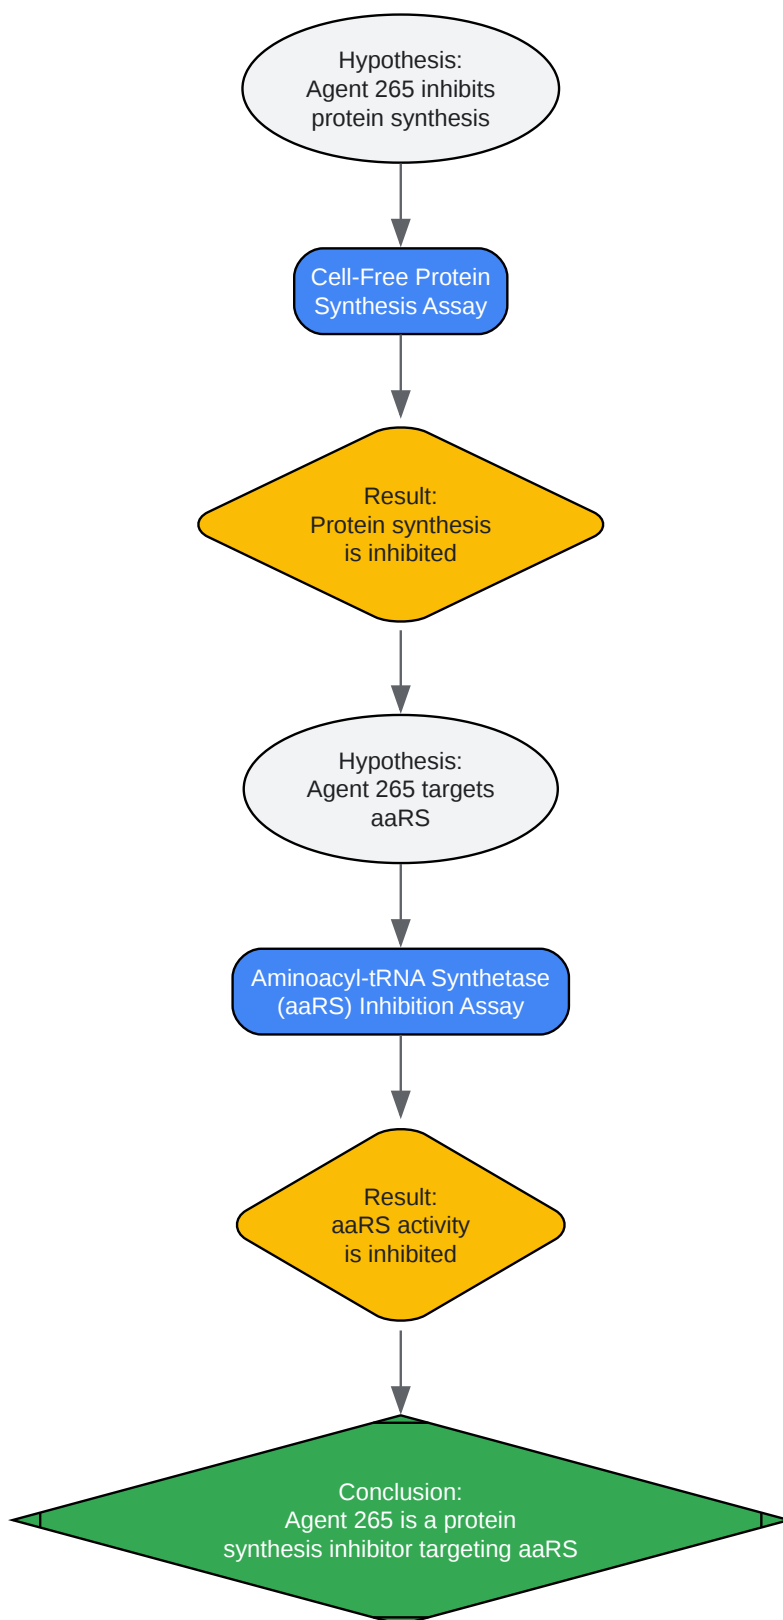 Hypothesis:
Agent 265 inhibits
protein synthesis
Cell-Free Protein
Synthesis Assay
Result:
Protein synthesis
is inhibited
Hypothesis:
Agent 265 targets
aaRS
Aminoacyl-tRNA Synthetase
(aaRS) Inhibition Assay
Result:
aaRS activity
is inhibited
Conclusion:
Agent 265 is a protein
synthesis inhibitor targeting aaRS